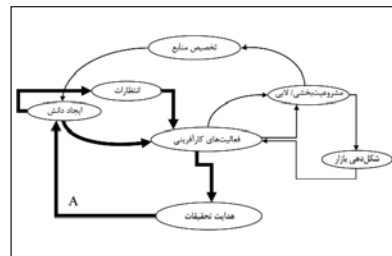 تخصیص منابع
انتظارات
مشروعیت‌بخشی/ لابی
ایجاد دانش
فعالیت‌های کارآفرینی
شکل‌دهی بازار
A
هدایت تحقیقات